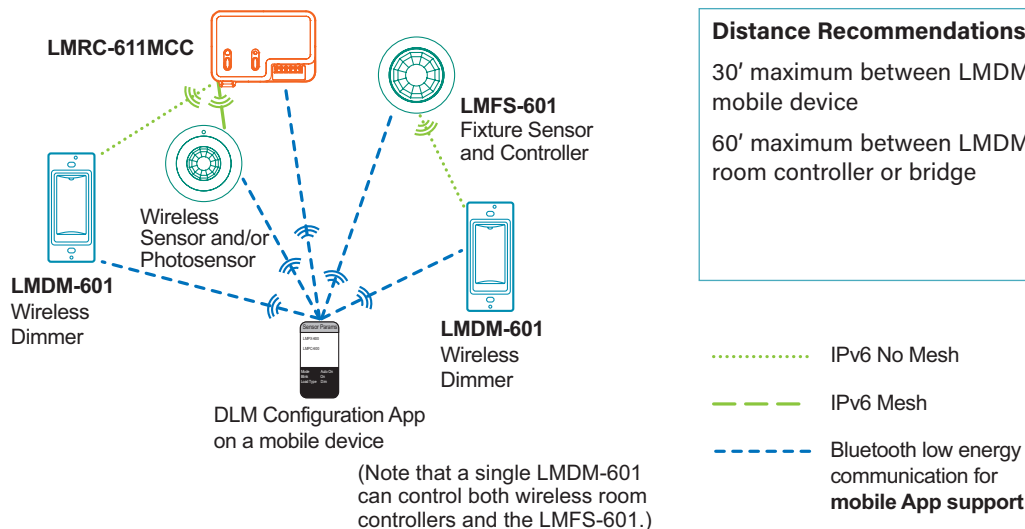 LMRC-611MCC
LMFS-601
Fixture Sensor
and Controller
Wireless
Sensor and/or
Photosensor
LMDM-601
Wireless
Dimmer
LMDM-601
Wireless
Dimmer
Sensor Params
DLM Configuration App
on a mobile device
(Note that a single LMDM-601
can control both wireless room
controllers and the LMFS-601.)
Distance Recommendations
30′ maximum between LMDM
mobile device
60′ maximum between LMDM
room controller or bridge
IPv6 No Mesh
IPv6 Mesh
Bluetooth low energy
communication for
mobile App support